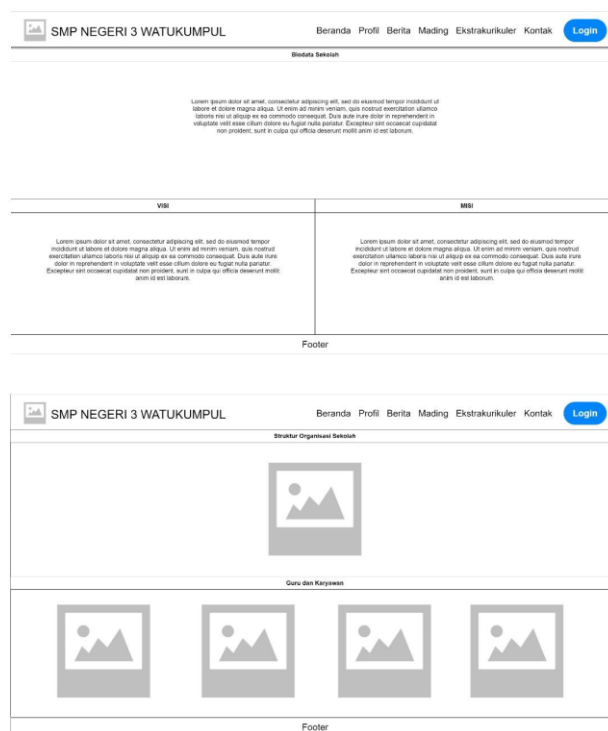 SMP NEGERI 3 WATUKUMPUL
Beranda Profil Berita Mading Ekstrakurikuler Kontak Login
Biodata Sekolah
Lorem ipsum dolor sit amet, consectetur adipiscing elit, sed do eiusmod tempor incididunt ut
labore et dolore magna aliqua. Ut enim ad minim veniam, quis nostrud exercitation ullamco
laboris nisi ut aliquip ex ea commodo consequat. Duis aute irure dolor in reprehenderit in
voluptate velit esse cillum dolore eu fugiat nulla pariatur. Excepteur sint occaecat cupidatat
non proident, sunt in culpa qui officia deserunt mollit anim id est laborum.
VISI
Lorem ipsum dolor sit amet, consectetur adipiscing elit, sed do eiusmod tempor
incididunt ut labore et dolore magna aliqua. Ut enim ad minim veniam, quis nostrud
exercitation ullamco laboris nisi ut aliquip ex ea commodo consequat. Duis aute irure
dolor in reprehenderit in voluptate velit esse cillum dolore eu fugiat nulla pariatur.
Excepteur sint occaecat cupidatat non proident, sunt in culpa qui officia deserunt mollit
anim id est laborum.
MISI
Lorem ipsum dolor sit amet, consectetur adipiscing elit, sed do eiusmod tempor
incididunt ut labore et dolore magna aliqua. Ut enim ad minim veniam, quis nostrud
exercitation ullamco laboris nisi ut aliquip ex ea commodo consequat. Duis aute irure
dolor in reprehenderit in voluptate velit esse cillum dolore eu fugiat nulla pariatur.
Excepteur sint occaecat cupidatat non proident, sunt in culpa qui officia deserunt mollit
anim id est laborum.
Footer
SMP NEGERI 3 WATUKUMPUL
Beranda Profil Berita Mading Ekstrakurikuler Kontak Login
Struktur Organisasi Sekolah
Guru dan Karyawan
Footer